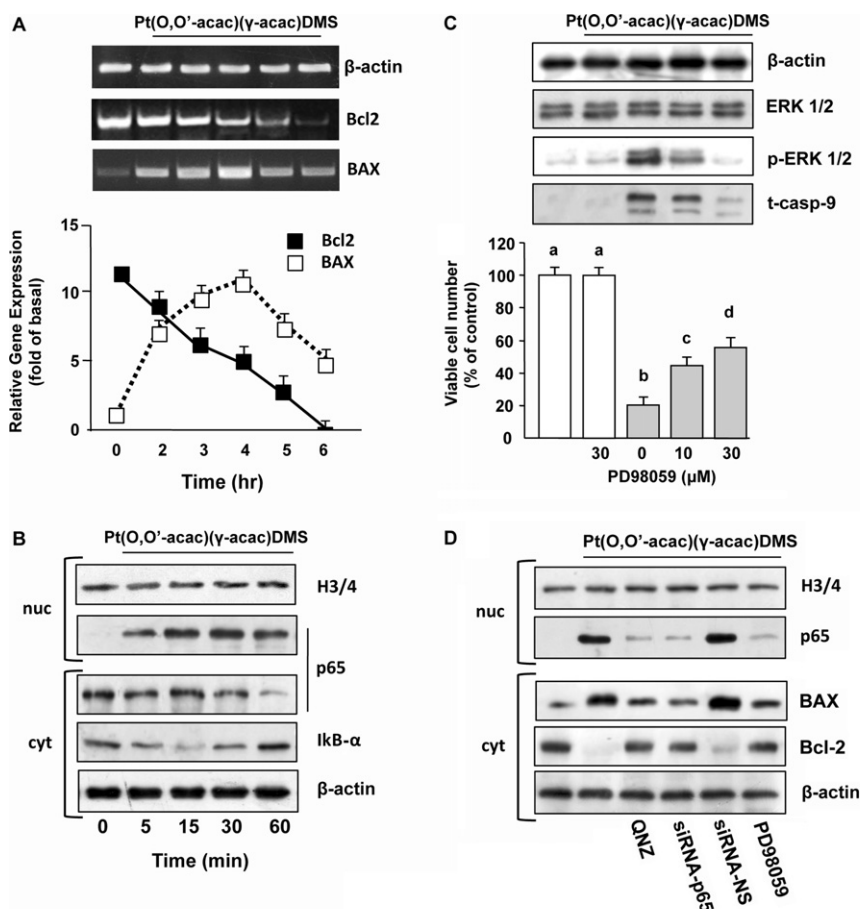 A
Pt(O,O’-acac)(γ-acac)DMS
β-actin
Bcl2
BAX
15
10
5
0
Relative Gene Expression
(fold of basal)
Bcl2
BAX
0 2 3 4 5 6
Time (hr)
C
Pt(O,O’-acac)(γ-acac)DMS
β-actin
ERK 1/2
p-ERK 1/2
t-casp-9
120
100
80
60
40
20
0
Viable cell number
(% of control)
a a b c d
30 0 10 30
PD98059 (μM)
B
Pt(O,O’-acac)(γ-acac)DMS
nuc
H3/4
p65
cyt
IkB-α
β-actin
0 5 15 30 60
Time (min)
D
Pt(O,O’-acac)(γ-acac)DMS
nuc
H3/4
p65
cyt
BAX
Bcl-2
β-actin
QNZ
siRNA-p65
siRNA-NS
PD98059